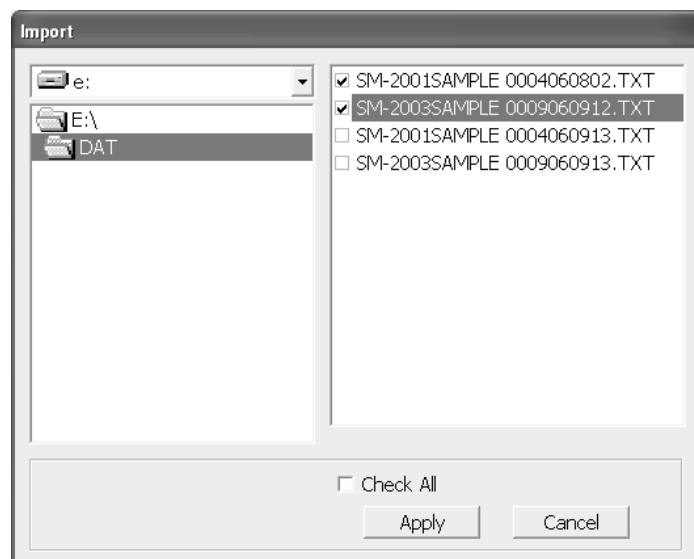 Import
e:
E:\
DAT
SM-2001SAMPLE 0004060802.TXT
SM-2003SAMPLE 0009060912.TXT
SM-2001SAMPLE 0004060913.TXT
SM-2003SAMPLE 0009060913.TXT
Check All
Apply
Cancel